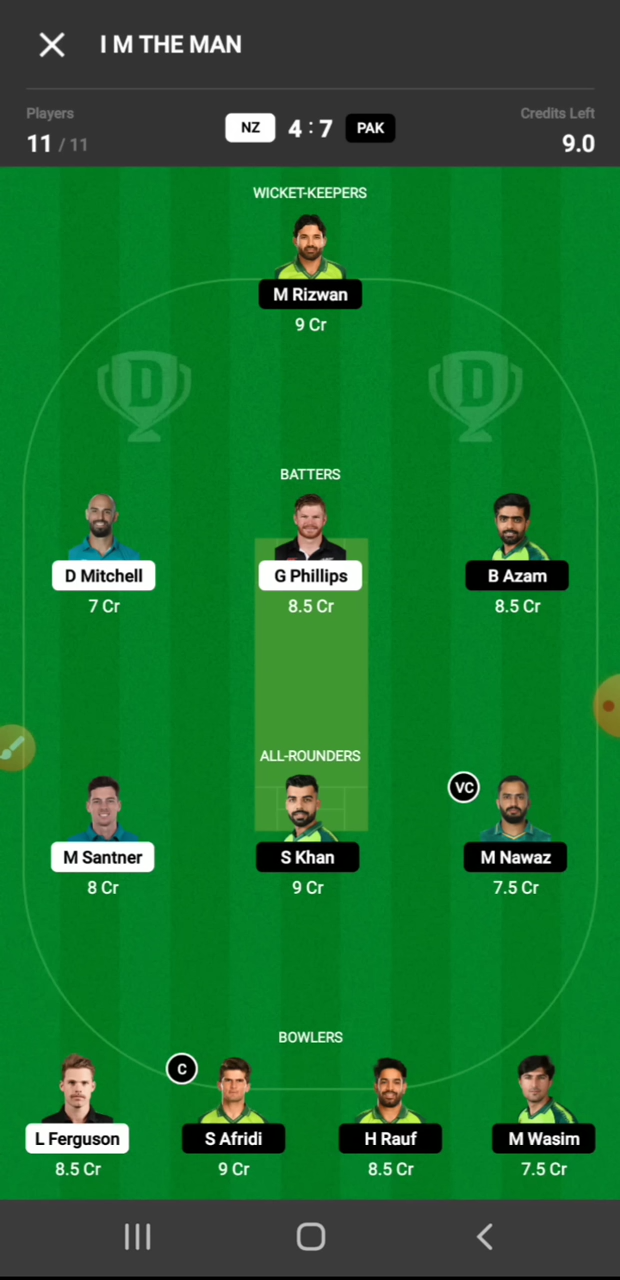 I M THE MAN
Players
Credits Left
11 / 11
NZ 4 : 7 PAK
9.0
WICKET-KEEPERS
M Rizwan
9 Cr
D D
BATTERS
D Mitchell G Phillips B Azam
7 Cr 8.5 Cr 8.5 Cr
ALL-ROUNDERS
VC
M Santner S Khan M Nawaz
8 Cr 9 Cr 7.5 Cr
BOWLERS
C
L Ferguson S Afridi H Rauf M Wasim
8.5 Cr 9 Cr 8.5 Cr 7.5 Cr